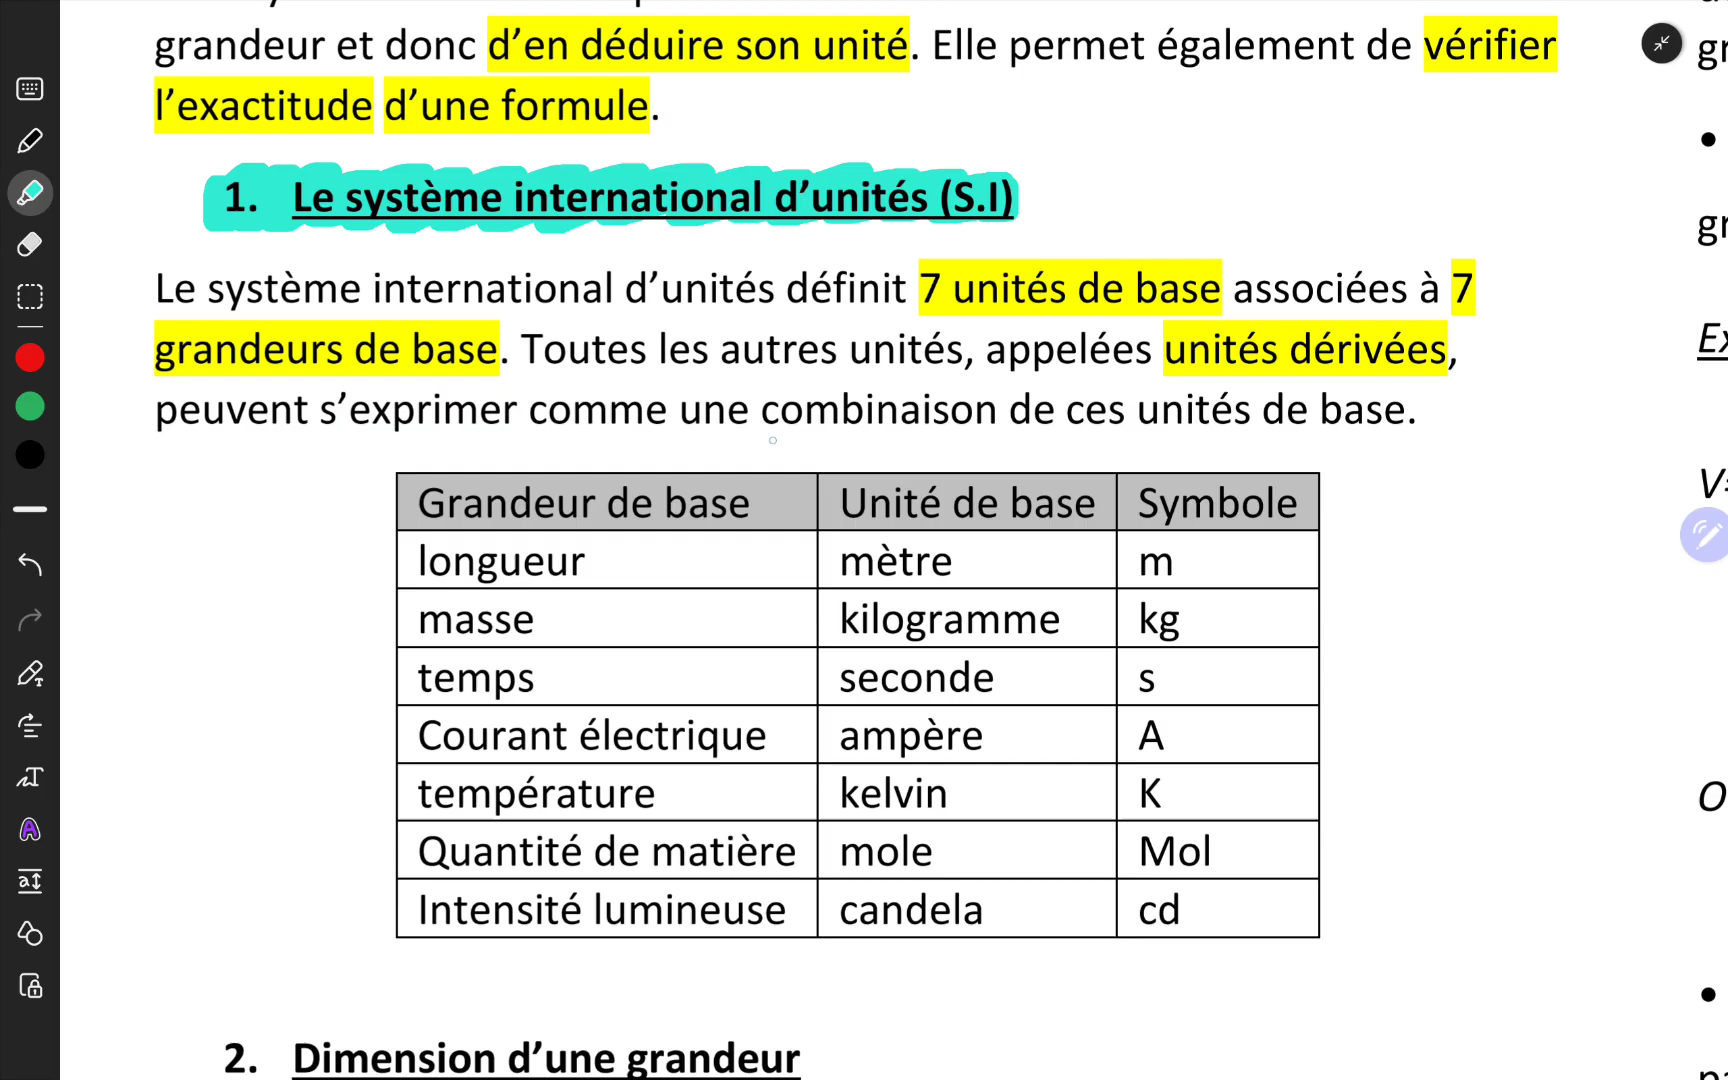 grandeur et donc d’en déduire son unité. Elle permet également de vérifier
l’exactitude d’une formule.
1. Le système international d’unités (S.I)
Le système international d’unités définit 7 unités de base associées à 7
grandeurs de base. Toutes les autres unités, appelées unités dérivées,
peuvent s’exprimer comme une combinaison de ces unités de base.
Grandeur de base Unité de base Symbole
longueur mètre m
masse kilogramme kg
temps seconde s
Courant électrique ampère A
température kelvin K
Quantité de matière mole Mol
Intensité lumineuse candela cd
2. Dimension d’une grandeur